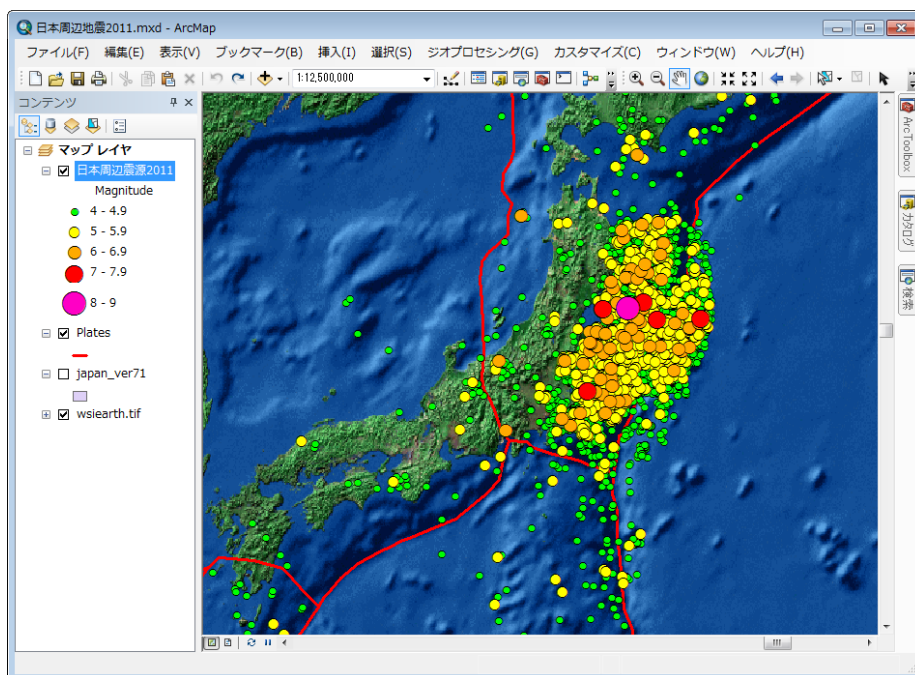 日本周辺地震2011.mxd - ArcMap
ファイル(F) 編集(E) 表示(V) ブックマーク(B) 挿入(I) 選択(S) ジオプロセシング(G) カスタマイズ(C) ウィンドウ(W) ヘルプ(H)
1:12,500,000
コンテンツ
マップ レイヤ
日本周辺震源2011
Magnitude
4 - 4.9
5 - 5.9
6 - 6.9
7 - 7.9
8 - 9
Plates
japan_ver71
wsiearth.tif
ArcToolbox
カタログ
検索